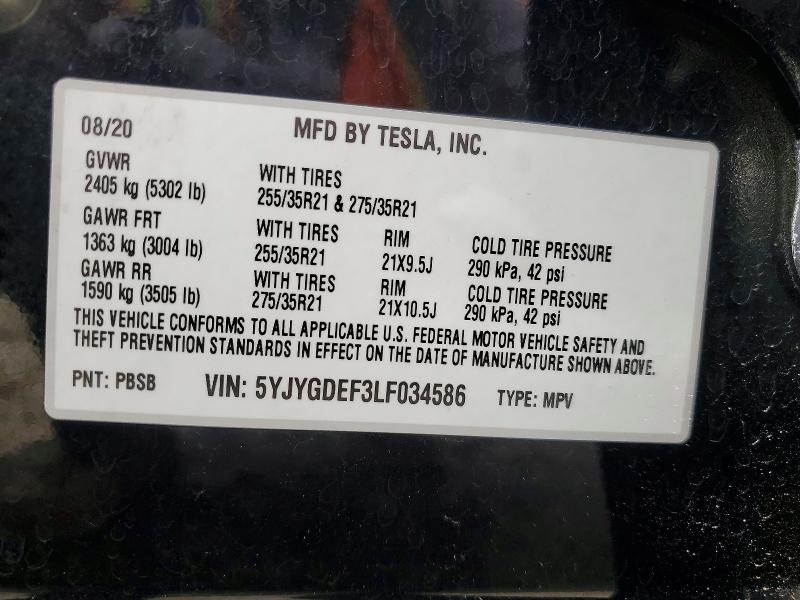 08/20 MFD BY TESLA, INC.
GVWR
2405 kg (5302 lb) WITH TIRES
255/35R21 & 275/35R21
GAWR FRT WITH TIRES RIM COLD TIRE PRESSURE
1363 kg (3004 lb) 255/35R21 21X9.5J 290 kPa, 42 psi
GAWR RR WITH TIRES RIM COLD TIRE PRESSURE
1590 kg (3505 lb) 275/35R21 21X10.5J 290 kPa, 42 psi
THIS VEHICLE CONFORMS TO ALL APPLICABLE U.S. FEDERAL MOTOR VEHICLE SAFETY AND
THEFT PREVENTION STANDARDS IN EFFECT ON THE DATE OF MANUFACTURE SHOWN ABOVE.
PNT: PBSB VIN: 5YJYGDEF3LF034586 TYPE: MPV